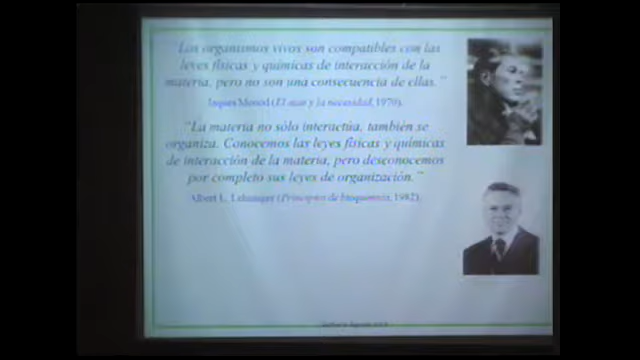 "Los organismos vivos son compatibles con las
leyes físicas y químicas de interacción de la
materia, pero no son una consecuencia de ellas."
Jaques Monod (El azar y la necesidad, 1970).
"La materia no sólo interactúa, también se
organiza. Conocemos las leyes físicas y químicas
de interacción de la materia, pero desconocemos
por completo sus leyes de organización."
Albert L. Lehninger (Principios de bioquímica, 1982).